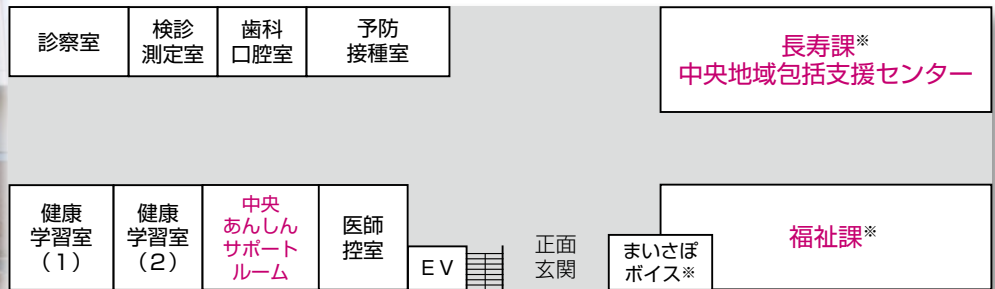 診察室
検診
測定室
歯科
口腔室
予防
接種室
長寿課※
中央地域包括支援センター
健康
学習室
（1）
健康
学習室
（2）
中央
あんしん
サポート
ルーム
医師
控室
EV
正面
玄関
まいさぽ
ボイス※
福祉課※